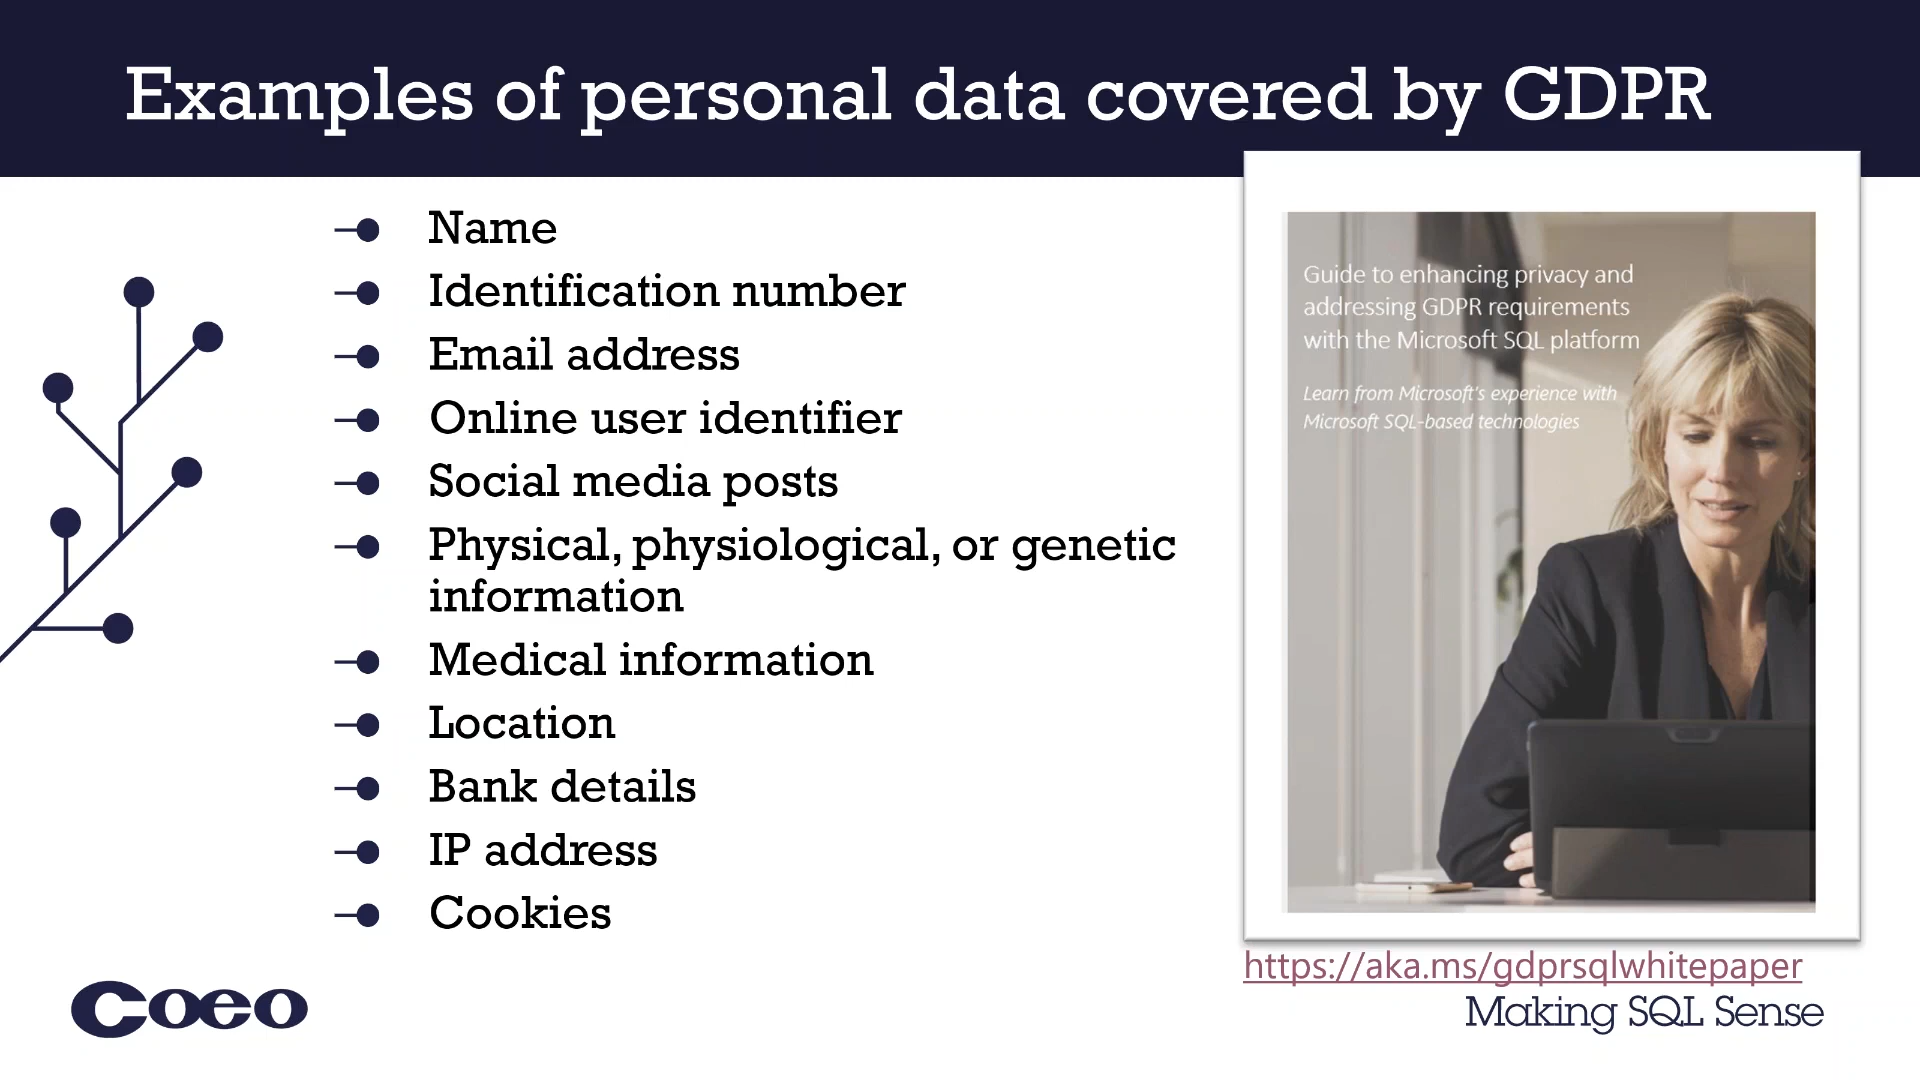 Examples of personal data covered by GDPR
Name
Identification number
Email address
Online user identifier
Social media posts
Physical, physiological, or genetic
information
Medical information
Location
Bank details
IP address
Cookies
Guide to enhancing privacy and
addressing GDPR requirements
with the Microsoft SQL platform
Learn from Microsoft's experience with
Microsoft SQL-based technologies
https://aka.ms/gdprsqlwhitepaper
Coeo
Making SQL Sense